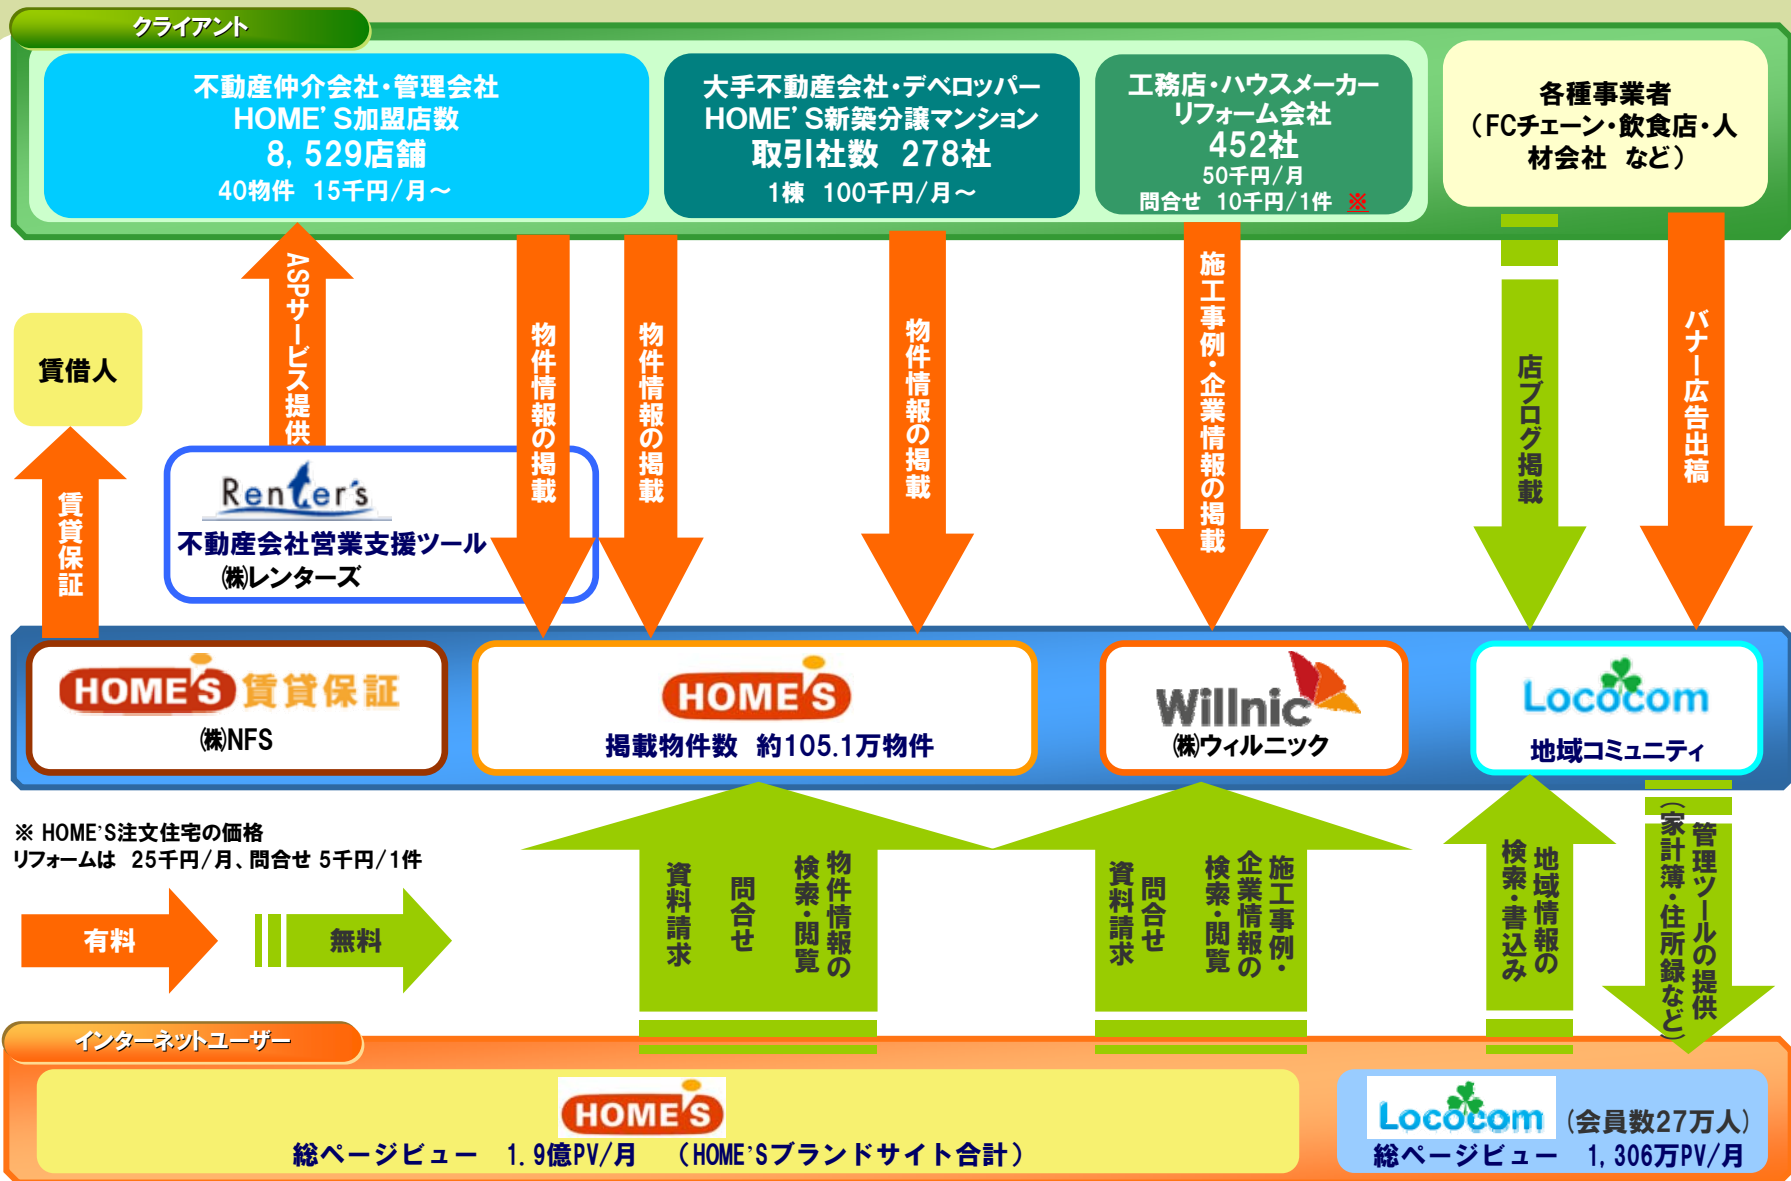 クライアント
不動産仲介会社・管理会社
HOME'S加盟店数
8,529店舗
40物件 15千円/月～
大手不動産会社・デベロッパー
HOME'S新築分譲マンション
取引社数 278社
1棟 100千円/月～
工務店・ハウスメーカー
リフォーム会社
452社
50千円/月
問合せ 10千円/1件 ※
各種事業者
（FCチェーン・飲食店・人
材会社 など）
賃借人
賃貸保証
ASPサービス提供
物件情報の掲載
物件情報の掲載
物件情報の掲載
施工事例・企業情報の掲載
店ブログ掲載
バナー広告出稿
Renter's
不動産会社営業支援ツール
㈱レンターズ
HOME'S 賃貸保証
㈱NFS
HOME'S
掲載物件数 約105.1万物件
Willnic
㈱ウィルニック
Lococom
地域コミュニティ
※ HOME'S注文住宅の価格
リフォームは 25千円/月、問合せ 5千円/1件
有料
無料
物件情報の
検索・閲覧
問合せ
資料請求
施工事例・
企業情報の
検索・閲覧
問合せ
資料請求
地域情報の
検索・書込み
管理ツールの提供
（家計簿・住所録など）
インターネットユーザー
HOME'S
総ページビュー 1.9億PV/月 （HOME'Sブランドサイト合計）
Lococom （会員数27万人）
総ページビュー 1,306万PV/月